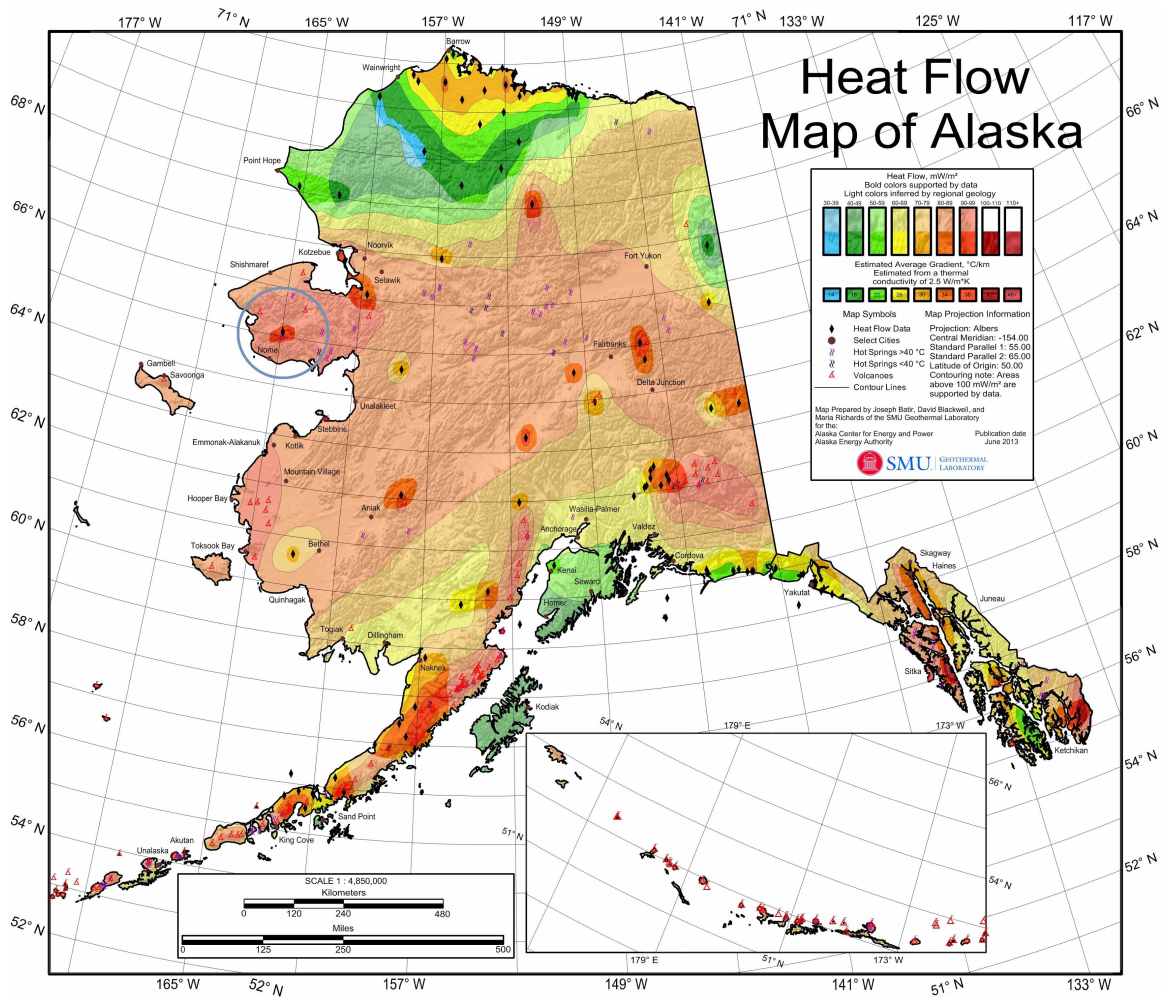 177° W
71° N
165° W
157° W
149° W
141° W
71° N
133° W
125° W
117° W
Heat Flow
Map of Alaska
68° N
66° N
64° N
62° N
60° N
58° N
56° N
54° N
52° N
66° N
64° N
62° N
60° N
58° N
56° N
54° N
52° N
Barrow
Wainwright
Point Hope
Kotzebue
Noorvik
Shishmaref
Selawik
Fort Yukon
Nome
Gambell
Savoonga
Fairbanks
Delta Junction
Unalakleet
Stebbins
Emmonak-Alakanuk
Kotlik
Mountain Village
Hooper Bay
Aniak
Wasilla-Palmer
Anchorage
Valdez
Toksook Bay
Bethel
Cordova
Kenai
Seward
Quinhagak
Homer
Yakutat
Skagway
Haines
Juneau
Togiak
Dillingham
Naknek
Sitka
Kodiak
Ketchikan
Sand Point
King Cove
Akutan
Unalaska
Heat Flow, mW/m²
Bold colors supported by data
Light colors inferred by regional geology
30-39 40-49 50-59 60-69 70-79 80-89 90-99 100-110 110+
Estimated Average Gradient, °C/km
Estimated from a thermal
conductivity of 2.5 W/m*K
22 26 30 34
Map Symbols
Heat Flow Data
Select Cities
Hot Springs >40 °C
Hot Springs <40 °C
Volcanoes
Contour Lines
Map Projection Information
Projection: Albers
Central Meridian: -154.00
Standard Parallel 1: 55.00
Standard Parallel 2: 65.00
Latitude of Origin: 50.00
Contouring note: Areas
above 100 mW/m² are
supported by data.
Map Prepared by Joseph Batir, David Blackwell, and
Maria Richards of the SMU Geothermal Laboratory
for the:
Alaska Center for Energy and Power
Alaska Energy Authority
Publication date
June 2013
SMU
GEOTHERMAL
LABORATORY
SCALE 1 : 4,850,000
Kilometers
0 120 240 480
Miles
0 125 250 500
54° N
179° E
173° W
56° N
51° N
54° N
179° E
51° N
173° W
165° W
52° N
157° W
149° W
141° W
51° N
133° W